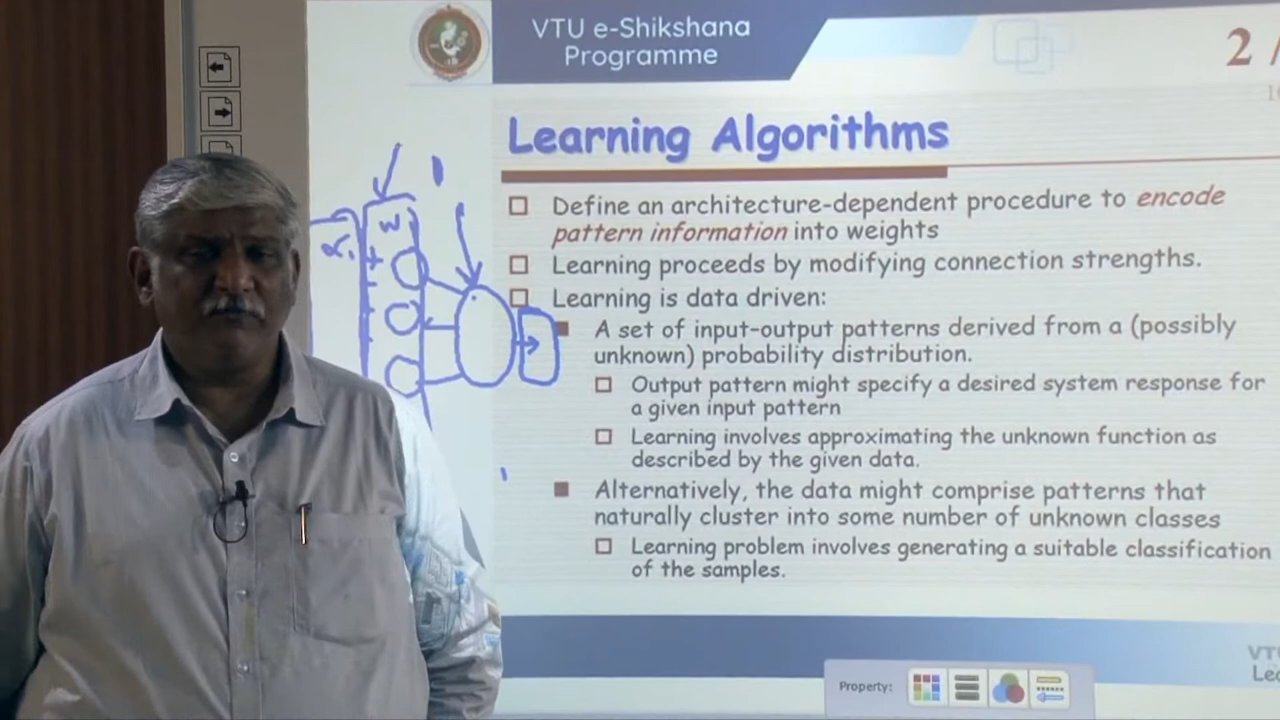 VTU e-Shikshana
Programme
2 /
Learning Algorithms
Define an architecture-dependent procedure to encode
pattern information into weights
Learning proceeds by modifying connection strengths.
Learning is data driven:
A set of input-output patterns derived from a (possibly
unknown) probability distribution.
Output pattern might specify a desired system response for
a given input pattern
Learning involves approximating the unknown function as
described by the given data.
Alternatively, the data might comprise patterns that
naturally cluster into some number of unknown classes
Learning problem involves generating a suitable classification
of the samples.
W
VTU
Lec
Property: